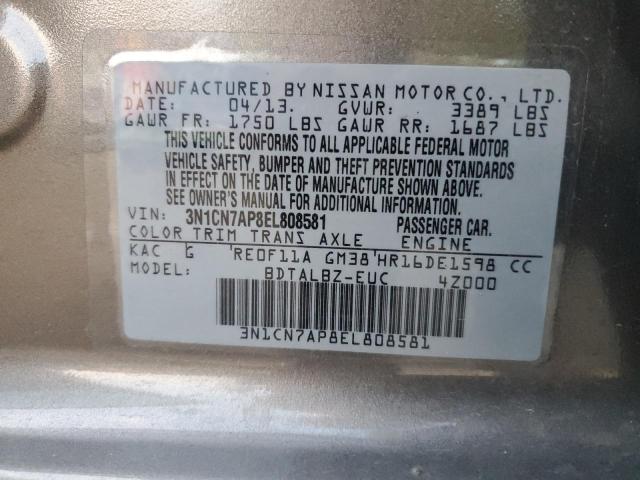 MANUFACTURED BY NISSAN MOTOR CO., LTD.
DATE: 04/13. GVWR: 3389 LBS
GAWR FR: 1750 LBS GAWR RR: 1687 LBS
THIS VEHICLE CONFORMS TO ALL APPLICABLE FEDERAL MOTOR
VEHICLE SAFETY, BUMPER AND THEFT PREVENTION STANDARDS
IN EFFECT ON THE DATE OF MANUFACTURE SHOWN ABOVE.
SEE OWNER'S MANUAL FOR ADDITIONAL INFORMATION.
VIN: 3N1CN7AP8EL808581 PASSENGER CAR.
COLOR TRIM TRANS AXLE ENGINE
KAC G RE0F11A GM38 HR16DE1598 CC
MODEL: BDTALBZ-EUC 4Z000
3N1CN7AP8EL808581